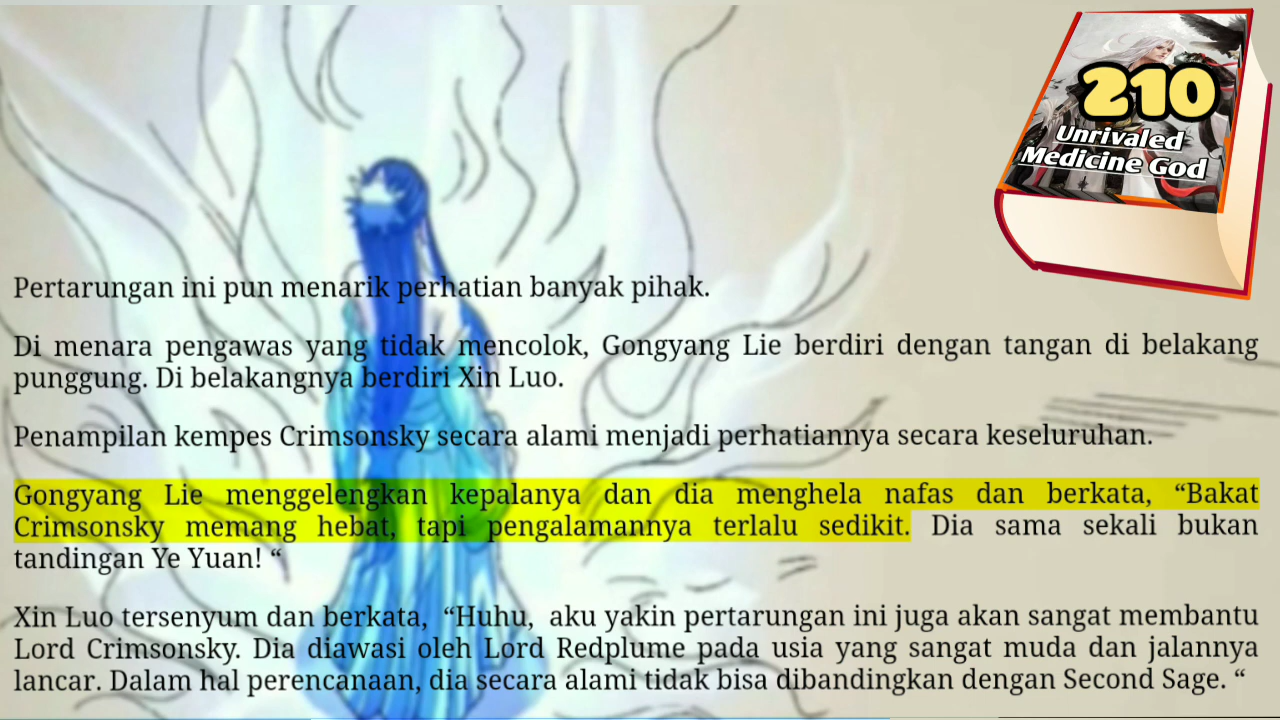 210
Unrivaled
Medicine God
Pertarungan ini pun menarik perhatian banyak pihak.
Di menara pengawas yang tidak mencolok, Gongyang Lie berdiri dengan tangan di belakang
punggung. Di belakangnya berdiri Xin Luo.
Penampilan kempes Crimsonsky secara alami menjadi perhatiannya secara keseluruhan.
Gongyang Lie menggelengkan kepalanya dan dia menghela nafas dan berkata, “Bakat
Crimsonsky memang hebat, tapi pengalamannya terlalu sedikit. Dia sama sekali bukan
tandingan Ye Yuan! “
Xin Luo tersenyum dan berkata, “Huhu, aku yakin pertarungan ini juga akan sangat membantu
Lord Crimsonsky. Dia diawasi oleh Lord Redplume pada usia yang sangat muda dan jalannya
lancar. Dalam hal perencanaan, dia secara alami tidak bisa dibandingkan dengan Second Sage. “